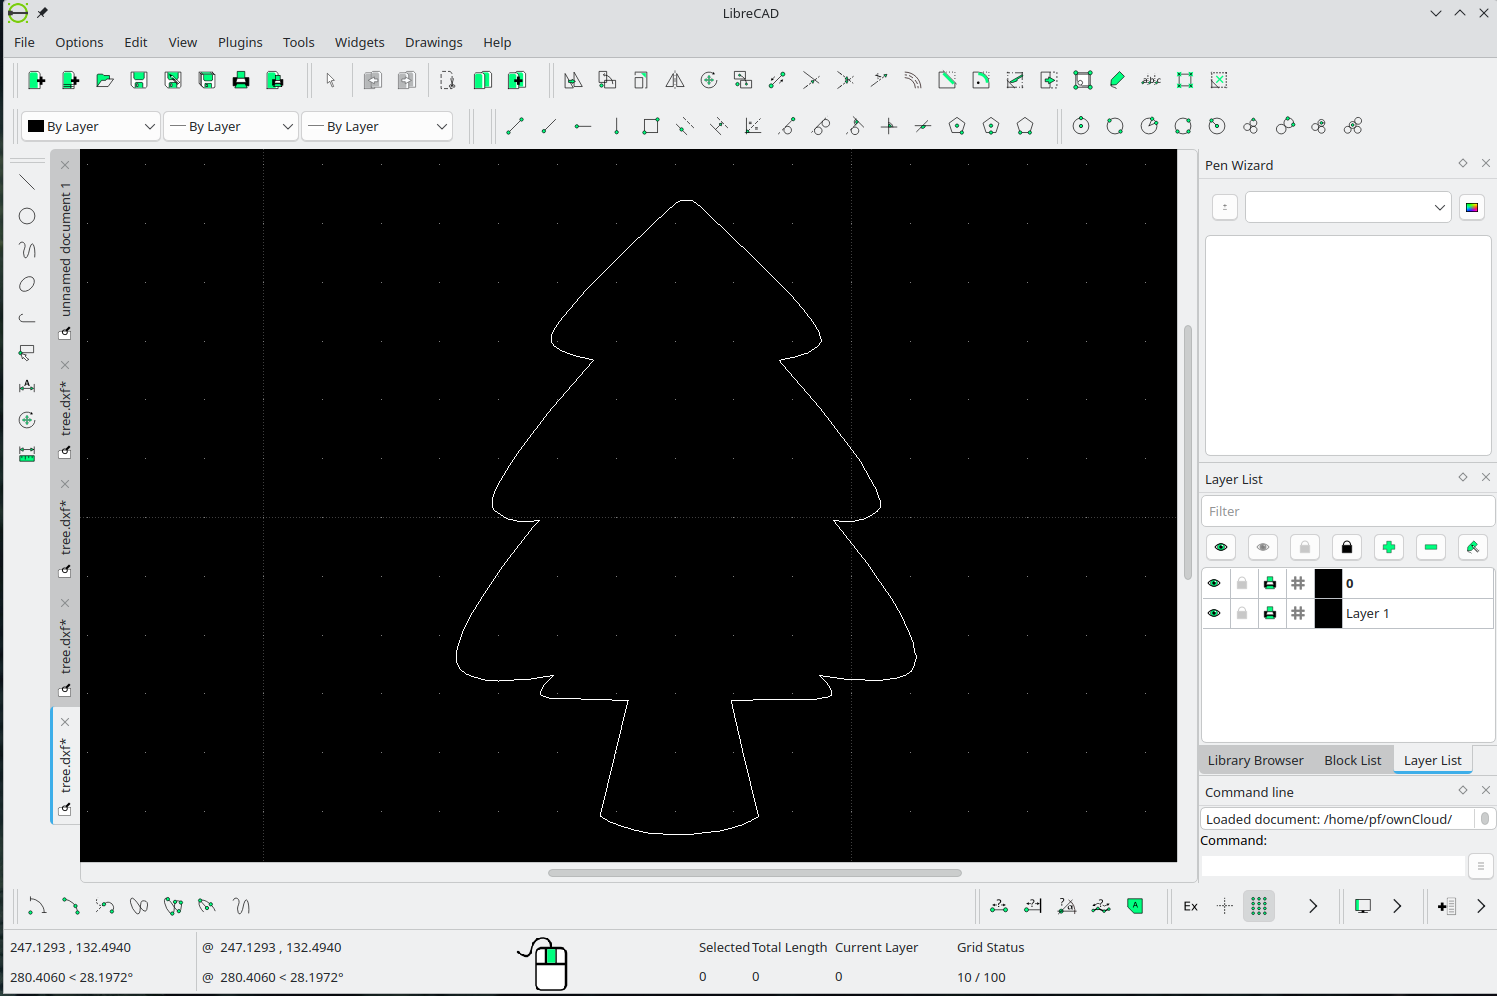 LibreCAD
File Options Edit View Plugins Tools Widgets Drawings Help
By Layer By Layer By Layer
unnamed document 1
tree.dxf*
tree.dxf*
tree.dxf*
tree.dxf*
Pen Wizard
Layer List
Filter
0
Layer 1
Library Browser Block List Layer List
Command line
Loaded document: /home/pf/ownCloud/
Command:
Ex
247.1293 , 132.4940 @ 247.1293 , 132.4940 Selected Total Length Current Layer Grid Status
280.4060 < 28.1972° @ 280.4060 < 28.1972° 0 0 0 10 / 100